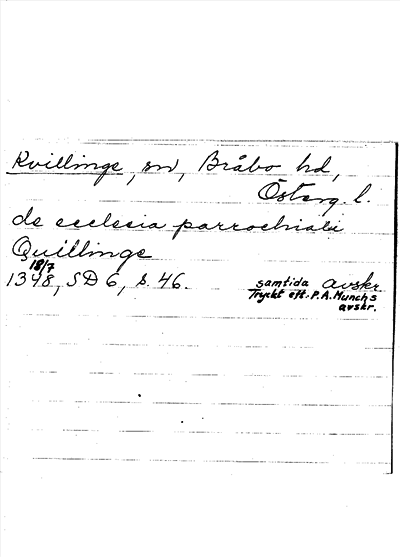 Kvillinge, sn, Bråbo hd,
Österg. l.
de ecclesia parrochiali
Quillinge
18/7
1348, SD 6, s. 46. samtida avskr.
Tryckt eft. P. A. Munchs
avskr.